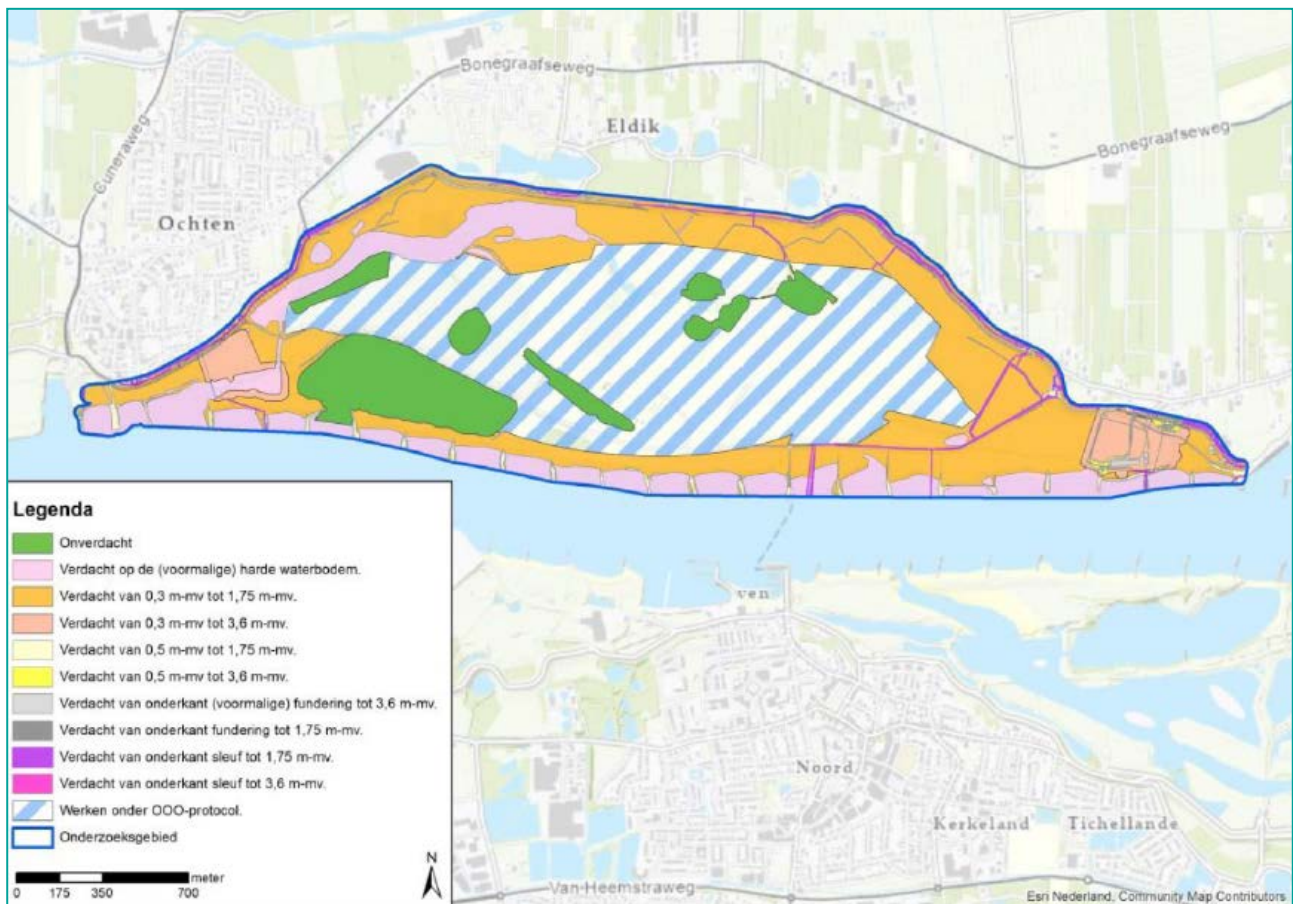 Bonegraafseweg
Eldik
Bonegraafseweg
Cuneraweg
Ochten
Legenda
Onverdacht
Verdacht op de (voormalige) harde waterbodem.
Verdacht van 0,3 m-mv tot 1,75 m-mv.
Verdacht van 0,3 m-mv tot 3,6 m-mv.
Verdacht van 0,5 m-mv tot 1,75 m-mv.
Verdacht van 0,5 m-mv tot 3,6 m-mv.
Verdacht van onderkant (voormalige) fundering tot 3,6 m-mv.
Verdacht van onderkant fundering tot 1,75 m-mv.
Verdacht van onderkant sleuf tot 1,75 m-mv.
Verdacht van onderkant sleuf tot 3,6 m-mv.
Werken onder OOO-protocol.
Onderzoeksgebied
meter
0 175 350 700
N
ven
Noord
Kerkeland
Tichellande
Van-Heemstraweg
Esri Nederland, Community Map Contributors